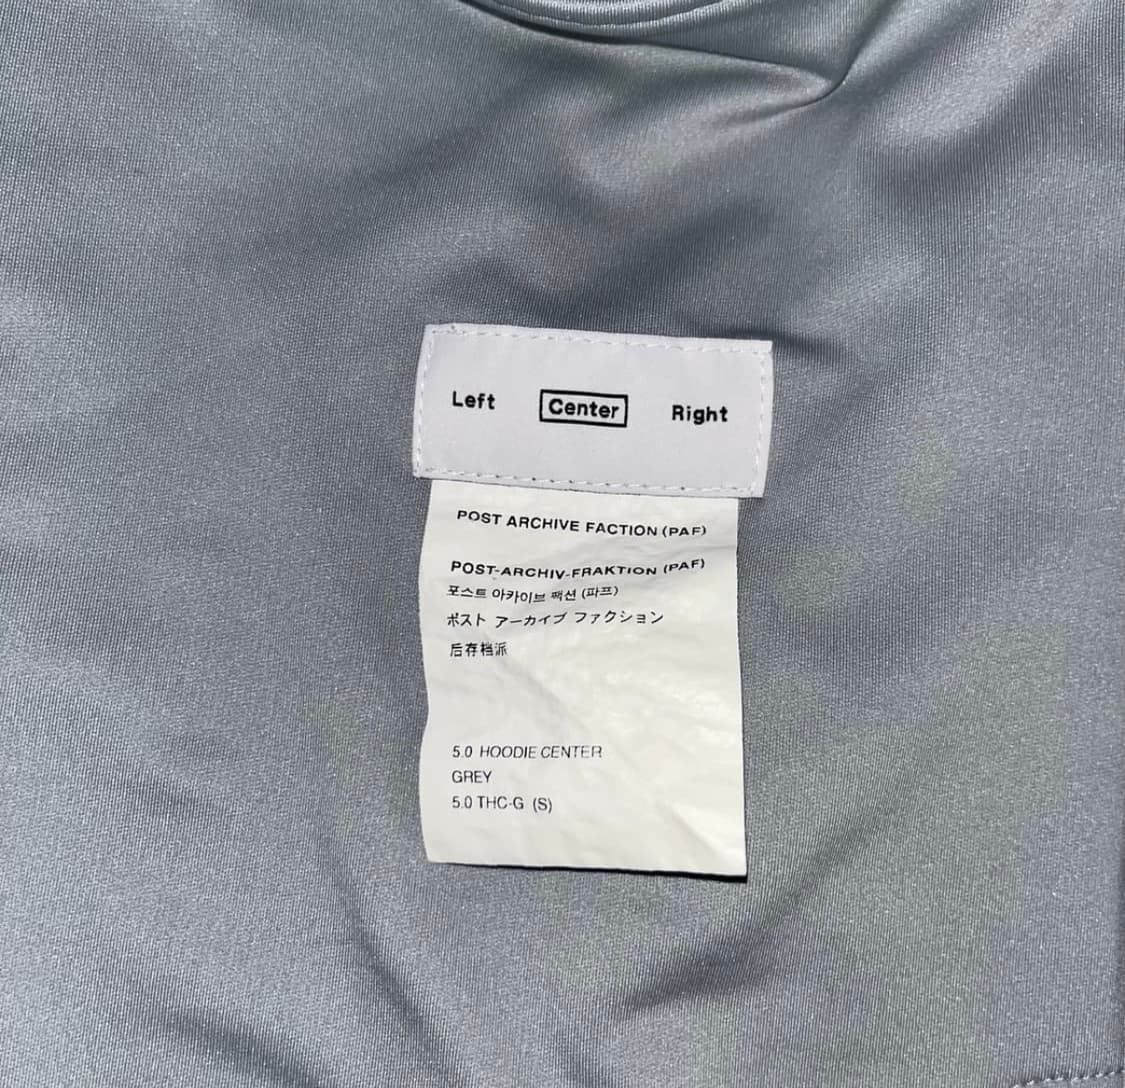 Left Center Right
POST ARCHIVE FACTION (PAF)
POST-ARCHIV-FRAKTION (PAF)
포스트 아카이브 팩션 (파프)
ポスト アーカイブ ファクション
后存档派
5.0 HOODIE CENTER
GREY
5.0 THC-G (S)